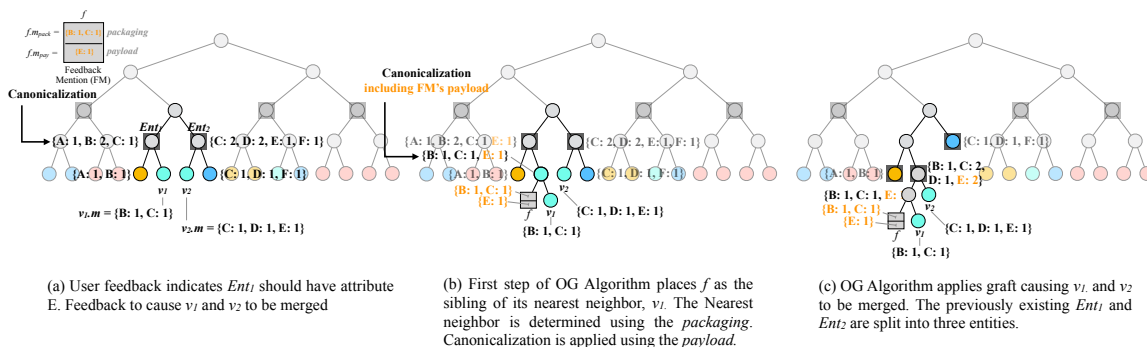 f
f.mpack = {B: 1, C: 1} packaging
f.mpay = {E: 1} payload
Feedback
Mention (FM)
Canonicalization
Ent1 Ent2
{A: 1, B: 2, C: 1} {C: 2, D: 2, E: 1, F: 1}
{A: 1, B: 1} v1 v2 {C: 1, D: 1, F: 1}
v1.m = {B: 1, C: 1}
v2.m = {C: 1, D: 1, E: 1}
(a) User feedback indicates Ent1 should have attribute
E. Feedback to cause v1 and v2 to be merged
Canonicalization
including FM's payload
{A: 1, B: 2, C: 1 E: 1} {C: 2, D: 2, E: 1, F: 1}
{B: 1, C: 1, E: 1}
{A: 1, B: 1} v2 {C: 1, D: 1, F: 1}
{B: 1, C: 1}
{E: 1}
f v1 {C: 1, D: 1, E: 1}
{B: 1, C: 1}
(b) First step of OG Algorithm places f as the
sibling of its nearest neighbor, v1. The Nearest
neighbor is determined using the packaging.
Canonicalization is applied using the payload.
{C: 1, D: 1, F: 1}
{A: 1, B: 1} {B: 1, C: 2,
D: 1, E: 2}
{B: 1, C: 1, E:
{B: 1, C: 1} v2
{E: 1}
f v1 {C: 1, D: 1, E: 1}
{B: 1, C: 1}
(c) OG Algorithm applies graft causing v1. and v2
to be merged. The previously existing Ent1 and
Ent2 are split into three entities.